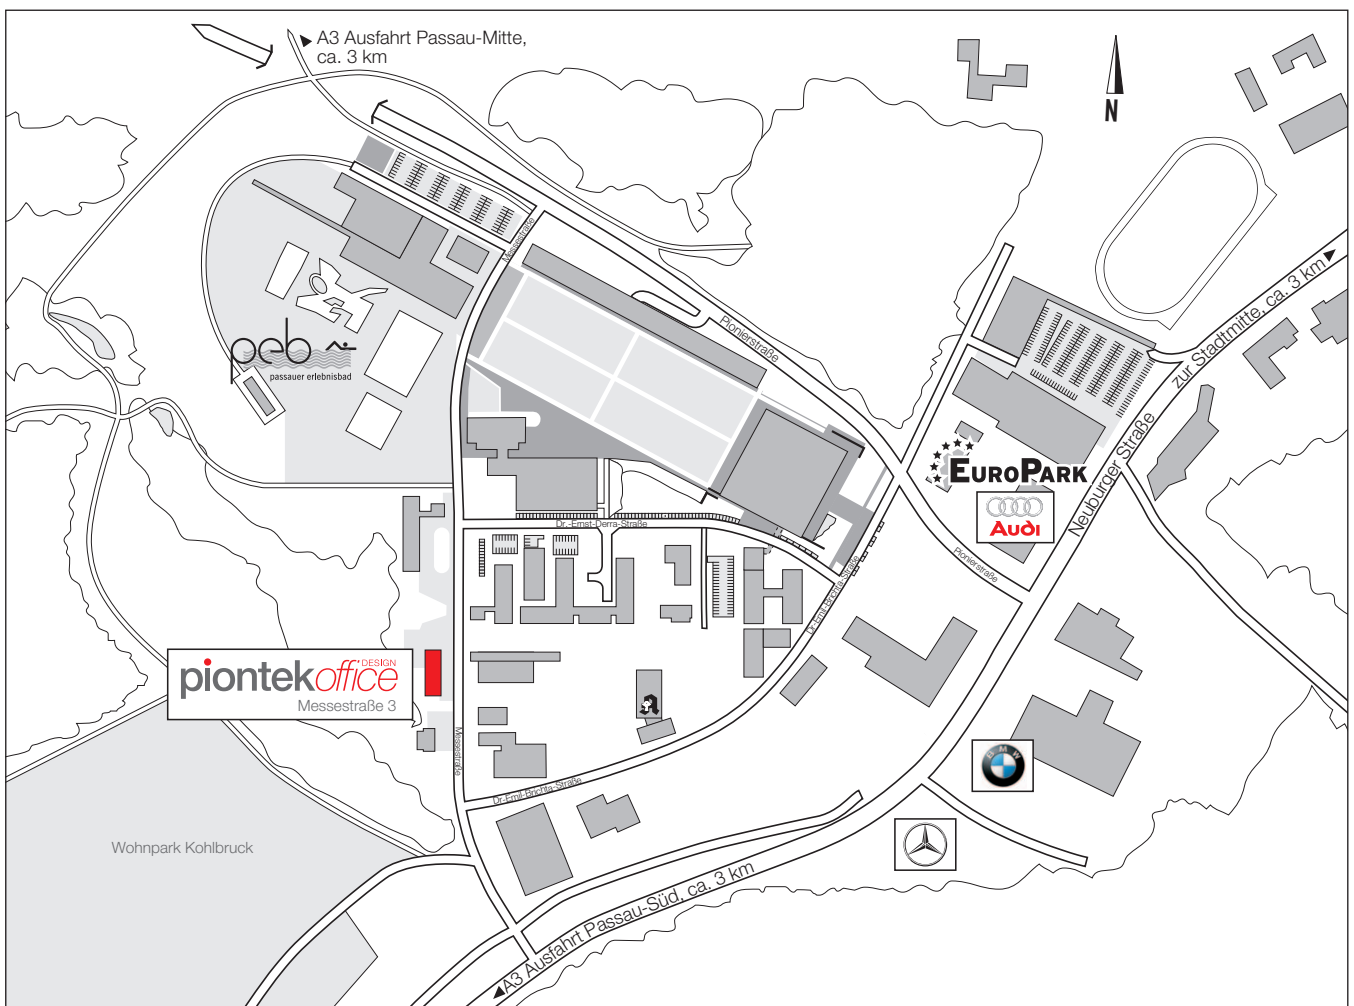 A3 Ausfahrt Passau-Mitte,
ca. 3 km
N
Messestraße
zur Stadtmitte, ca. 3 km
Pionierstraße
peb
passauer erlebnisbad
Neuburger Straße
EUROPARK
Audi
Dr.-Ernst-Derra-Straße
Pionierstraße
Dr-Emil-Brichta-Straße
piontekoffice
DESIGN
Messestraße 3
a
Messestraße
BMW
Dr-Emil-Brichta-Straße
Wohnpark Kohlbruck
A3 Ausfahrt Passau-Süd, ca. 3 km